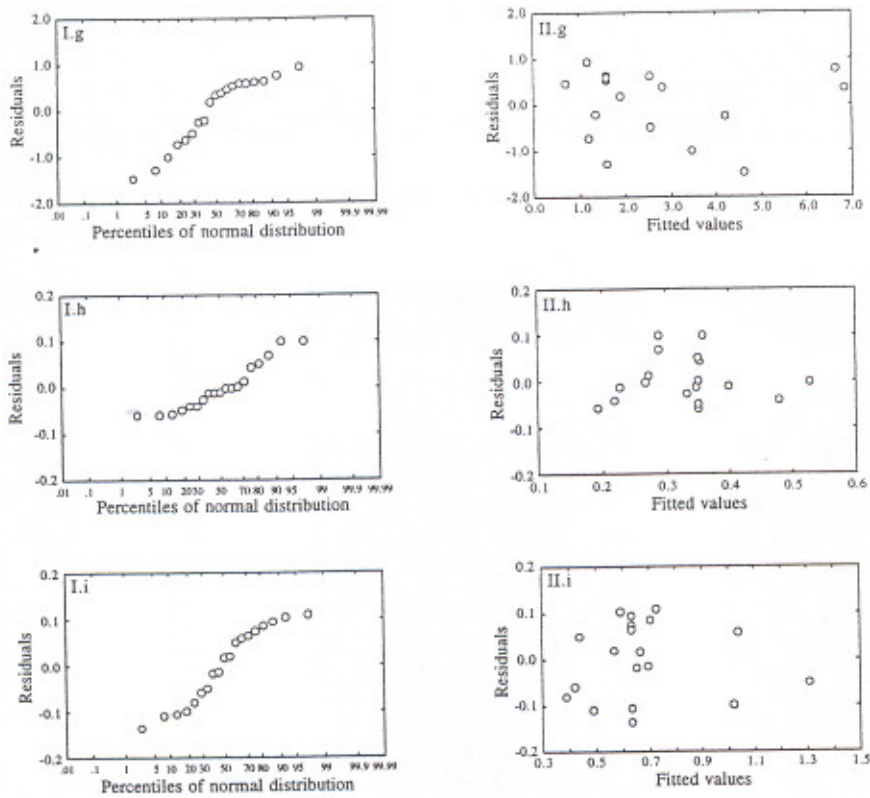 I.g
2.0
1.0
0.0
-1.0
-2.0
Residuals
.01 .1 1 5 10 20 30 50 70 80 90 95 99 99.9 99.99
Percentiles of normal distribution
II.g
2.0
1.0
0.0
-1.0
-2.0
Residuals
0.0 1.0 2.0 3.0 4.0 5.0 6.0 7.0
Fitted values
I.h
0.2
0.1
0.0
-0.1
-0.2
Residuals
.01 .1 1 5 10 20 30 50 70 80 90 95 99 99.9 99.99
Percentiles of normal distribution
II.h
0.2
0.1
0.0
-0.1
-0.2
Residuals
0.1 0.2 0.3 0.4 0.5 0.6
Fitted values
I.i
0.2
0.1
0.0
-0.1
-0.2
Residuals
.01 .1 1 5 10 20 30 50 70 80 90 95 99 99.9 99.99
Percentiles of normal distribution
II.i
0.2
0.1
0.0
-0.1
-0.2
Residuals
0.3 0.5 0.7 0.9 1.1 1.3 1.5
Fitted values